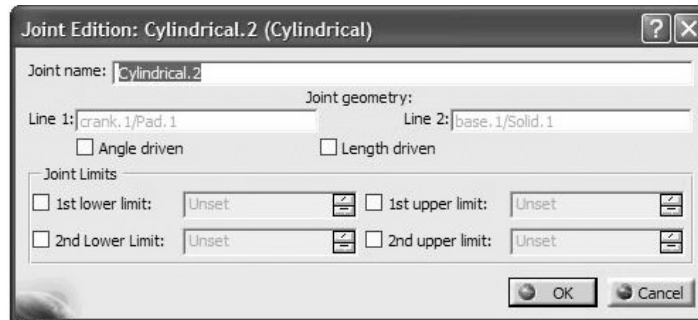 Joint Edition: Cylindrical.2 (Cylindrical)
Joint name: Cylindrical.2
Joint geometry:
Line 1: crank.1/Pad.1 Line 2: base.1/Solid.1
Angle driven Length driven
Joint Limits
1st lower limit: Unset 1st upper limit: Unset
2nd Lower Limit: Unset 2nd upper limit: Unset
OK Cancel